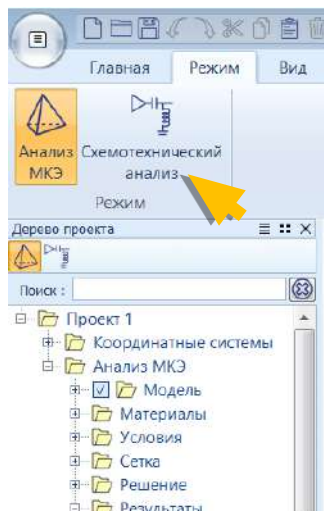 Главная Режим Вид
Анализ Схемотехнический
МКЭ анализ
Режим
Дерево проекта
Поиск :
Проект 1
Координатные системы
Анализ МКЭ
Модель
Материалы
Условия
Сетка
Решение
Результаты